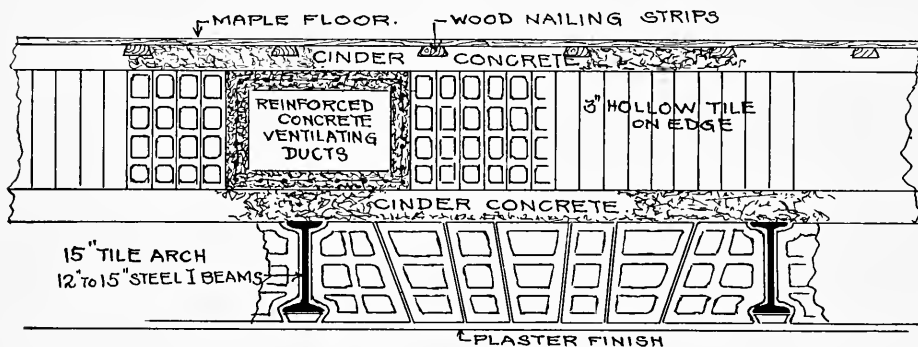 MAPLE FLOOR.
WOOD NAILING STRIPS
CINDER CONCRETE
REINFORCED
CONCRETE
VENTILATING
DUCTS
3" HOLLOW TILE
ON EDGE
CINDER CONCRETE
15" TILE ARCH
12" TO 15" STEEL I BEAMS
PLASTER FINISH